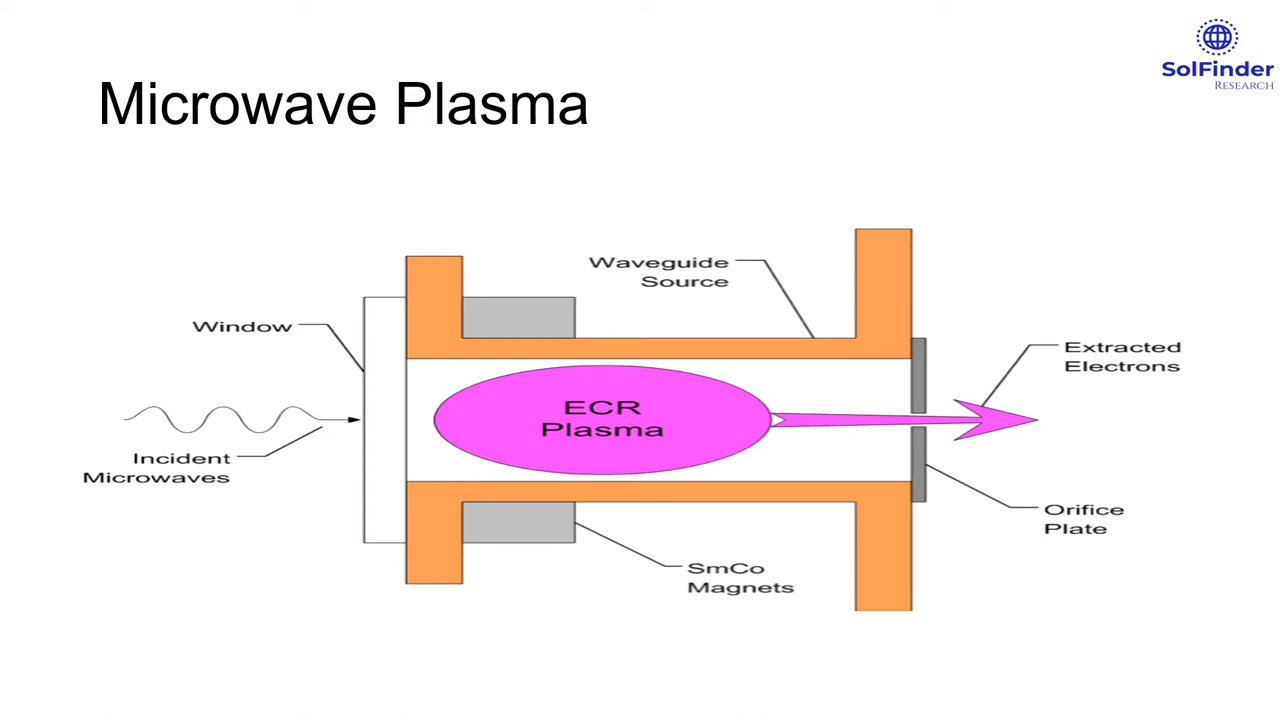 SolFinder
RESEARCH
Microwave Plasma
Waveguide
Source
Window
Extracted
Electrons
ECR
Plasma
Incident
Microwaves
Orifice
Plate
SmCo
Magnets